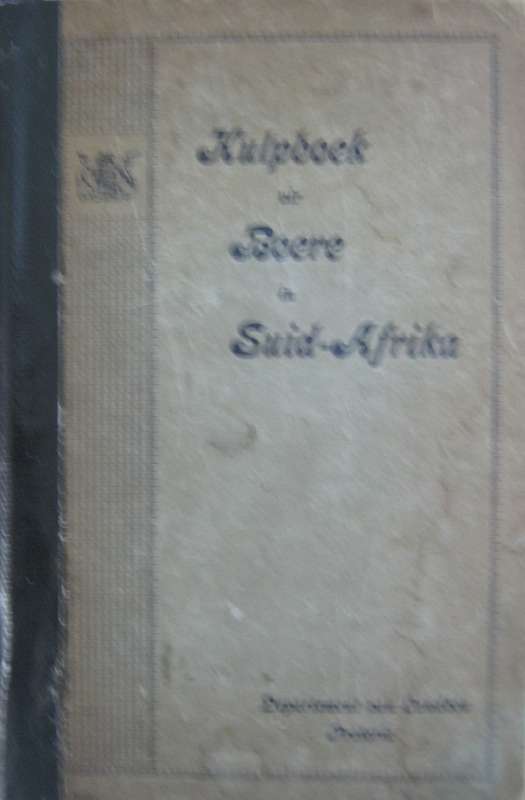 Hulpboek
vir
Boere
in
Suid-Afrika
Departement van Landbou
Pretoria